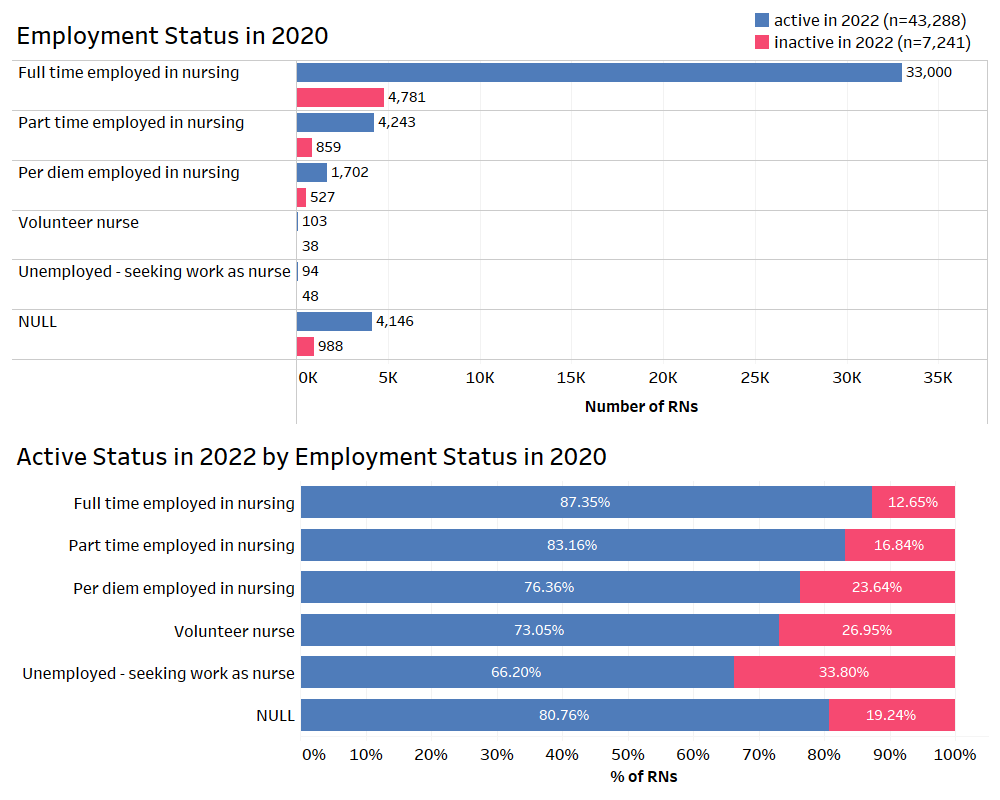 Employment Status in 2020
active in 2022 (n=43,288)
inactive in 2022 (n=7,241)
Full time employed in nursing
33,000
4,781
Part time employed in nursing
4,243
859
Per diem employed in nursing
1,702
527
Volunteer nurse
103
38
Unemployed - seeking work as nurse
94
48
NULL
4,146
988
0K 5K 10K 15K 20K 25K 30K 35K
Number of RNs
Active Status in 2022 by Employment Status in 2020
Full time employed in nursing 87.35% 12.65%
Part time employed in nursing 83.16% 16.84%
Per diem employed in nursing 76.36% 23.64%
Volunteer nurse 73.05% 26.95%
Unemployed - seeking work as nurse 66.20% 33.80%
NULL 80.76% 19.24%
0% 10% 20% 30% 40% 50% 60% 70% 80% 90% 100%
% of RNs